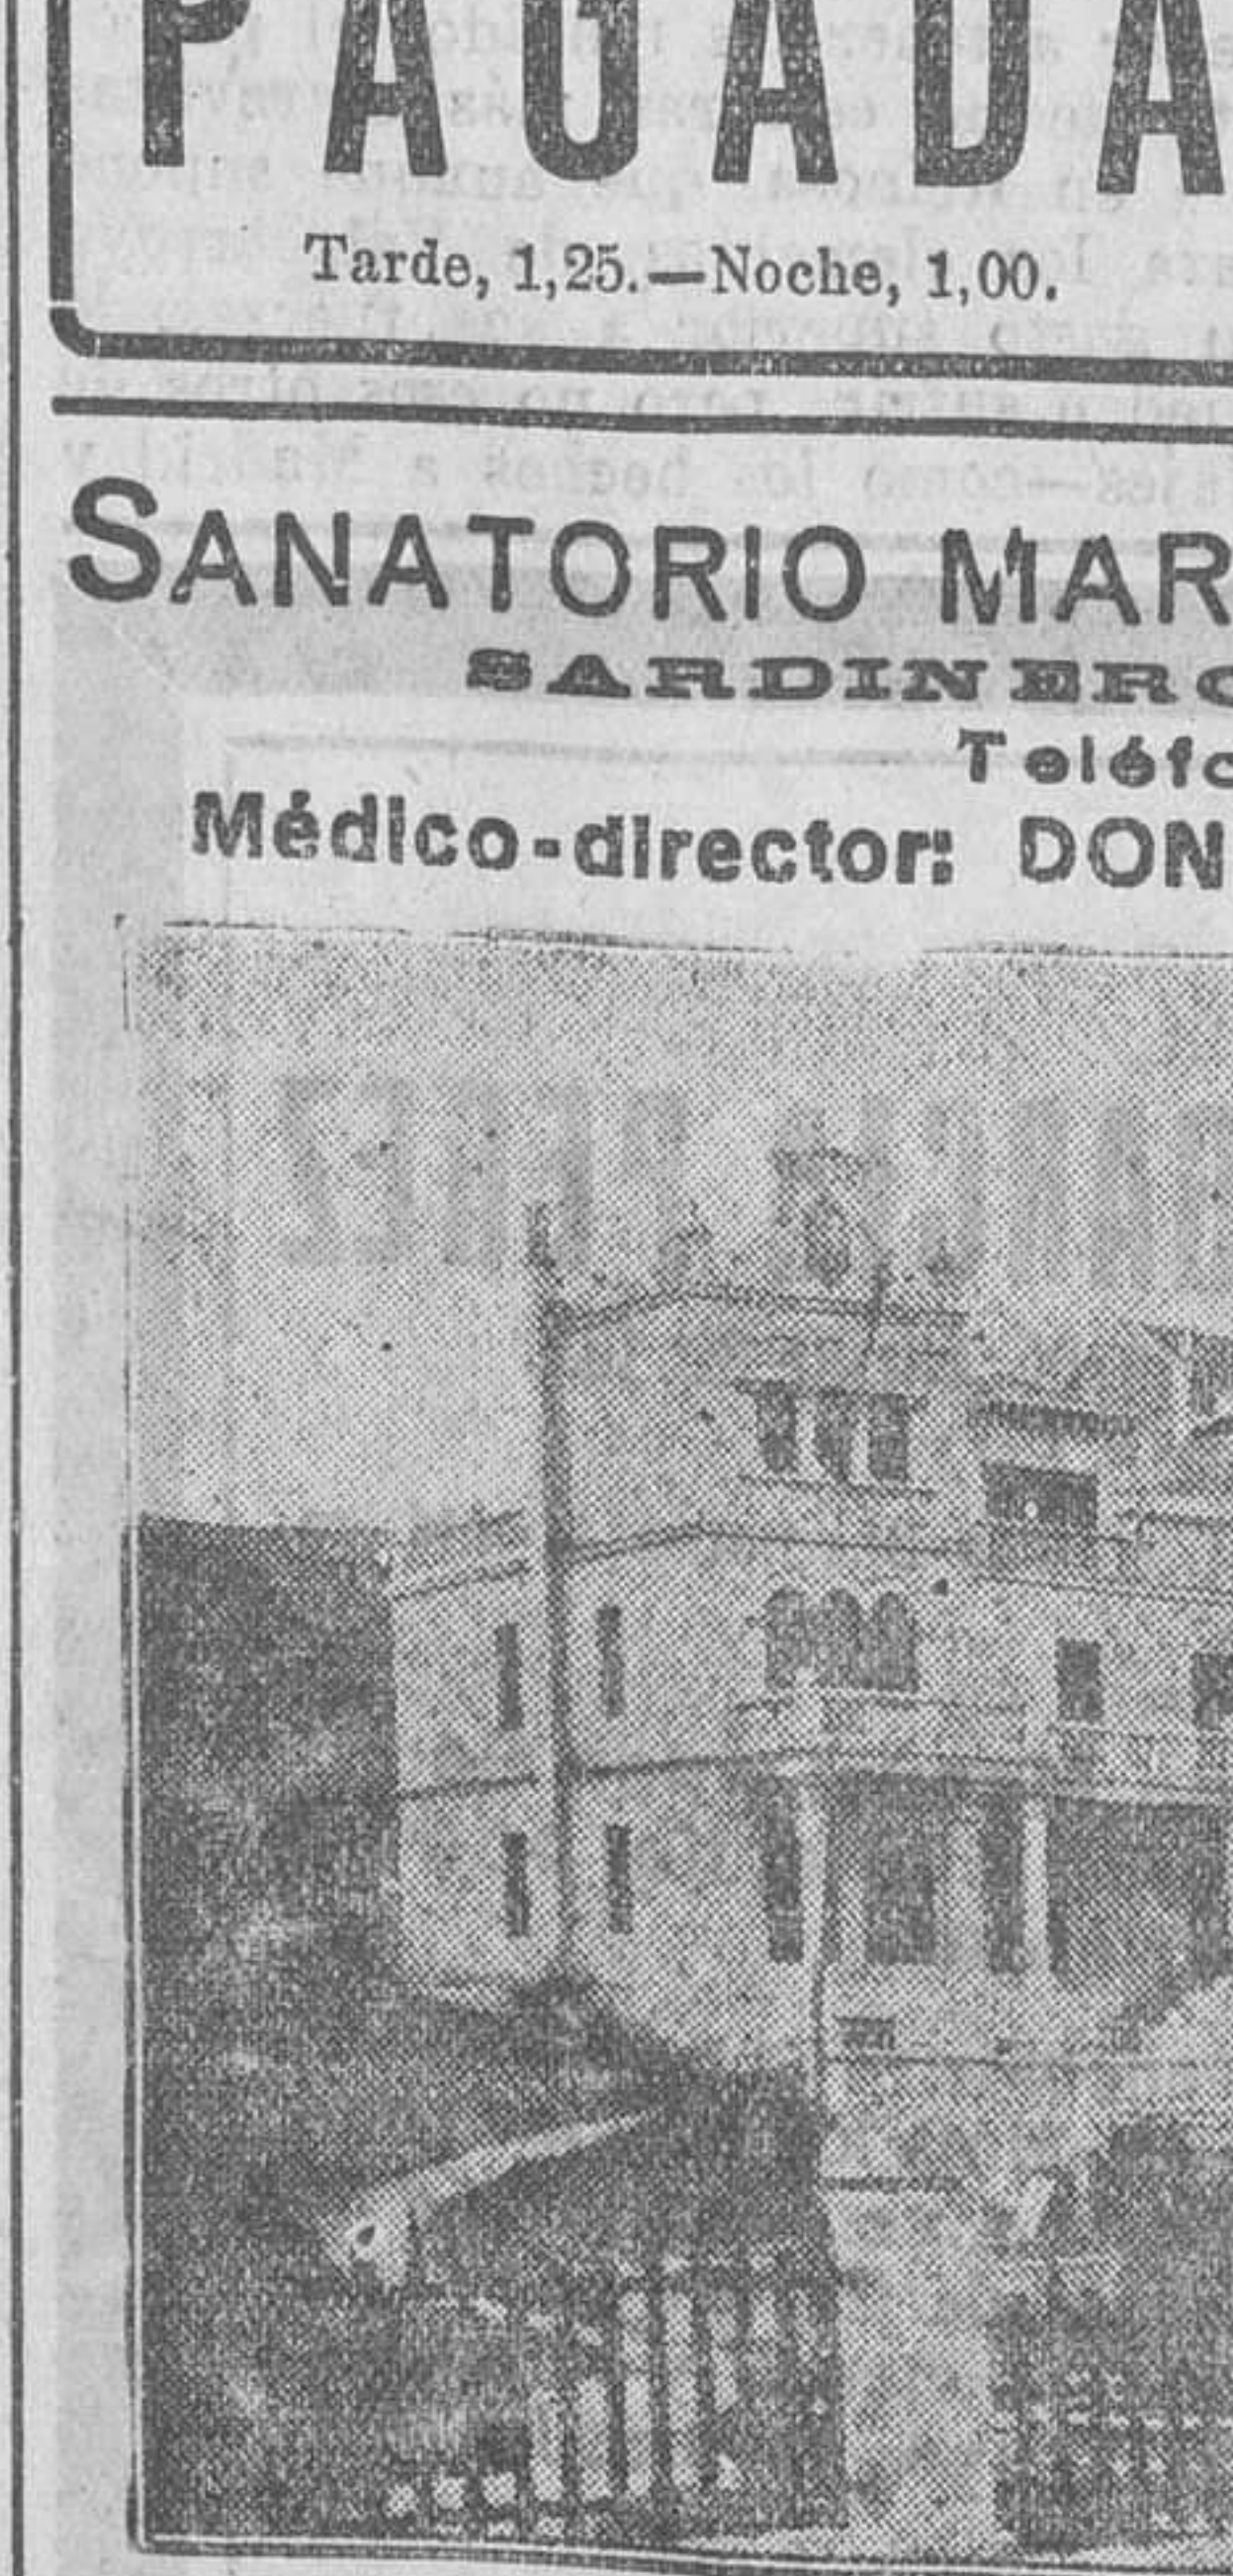 PAGADA
Tarde, 1,25.—Noche, 1,00.
SANATORIO MAR
SARDINERO
Teléfo
Médico-director: DON